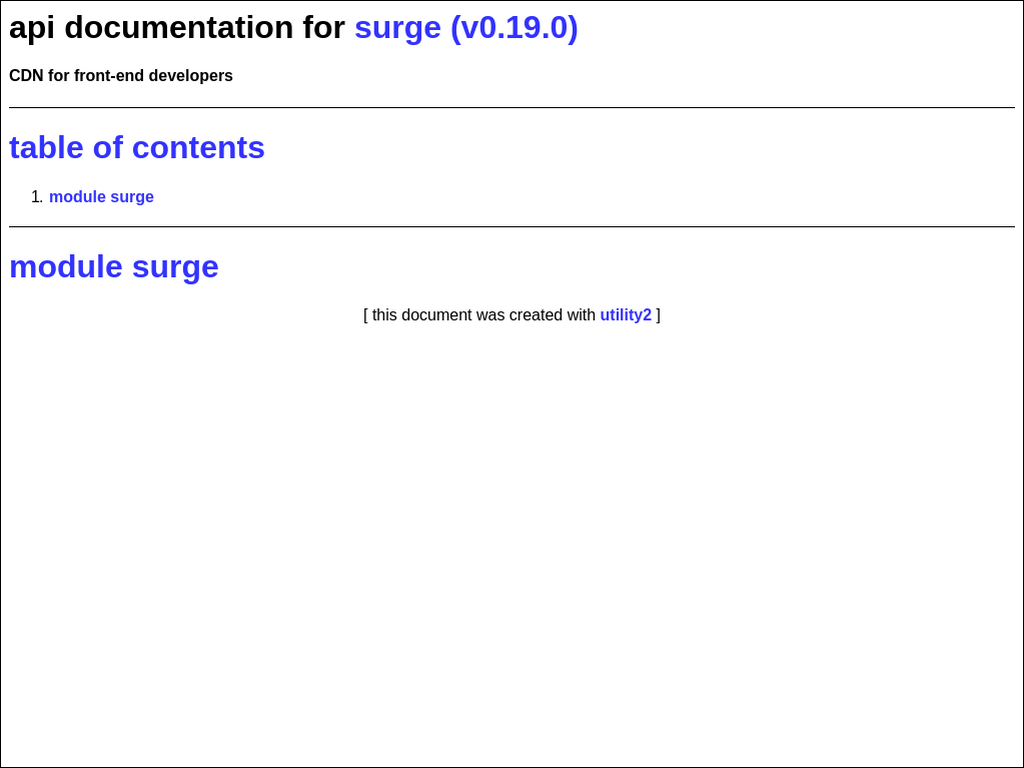 api documentation for surge (v0.19.0)
CDN for front-end developers
table of contents
1. module surge
module surge
[ this document was created with utility2 ]